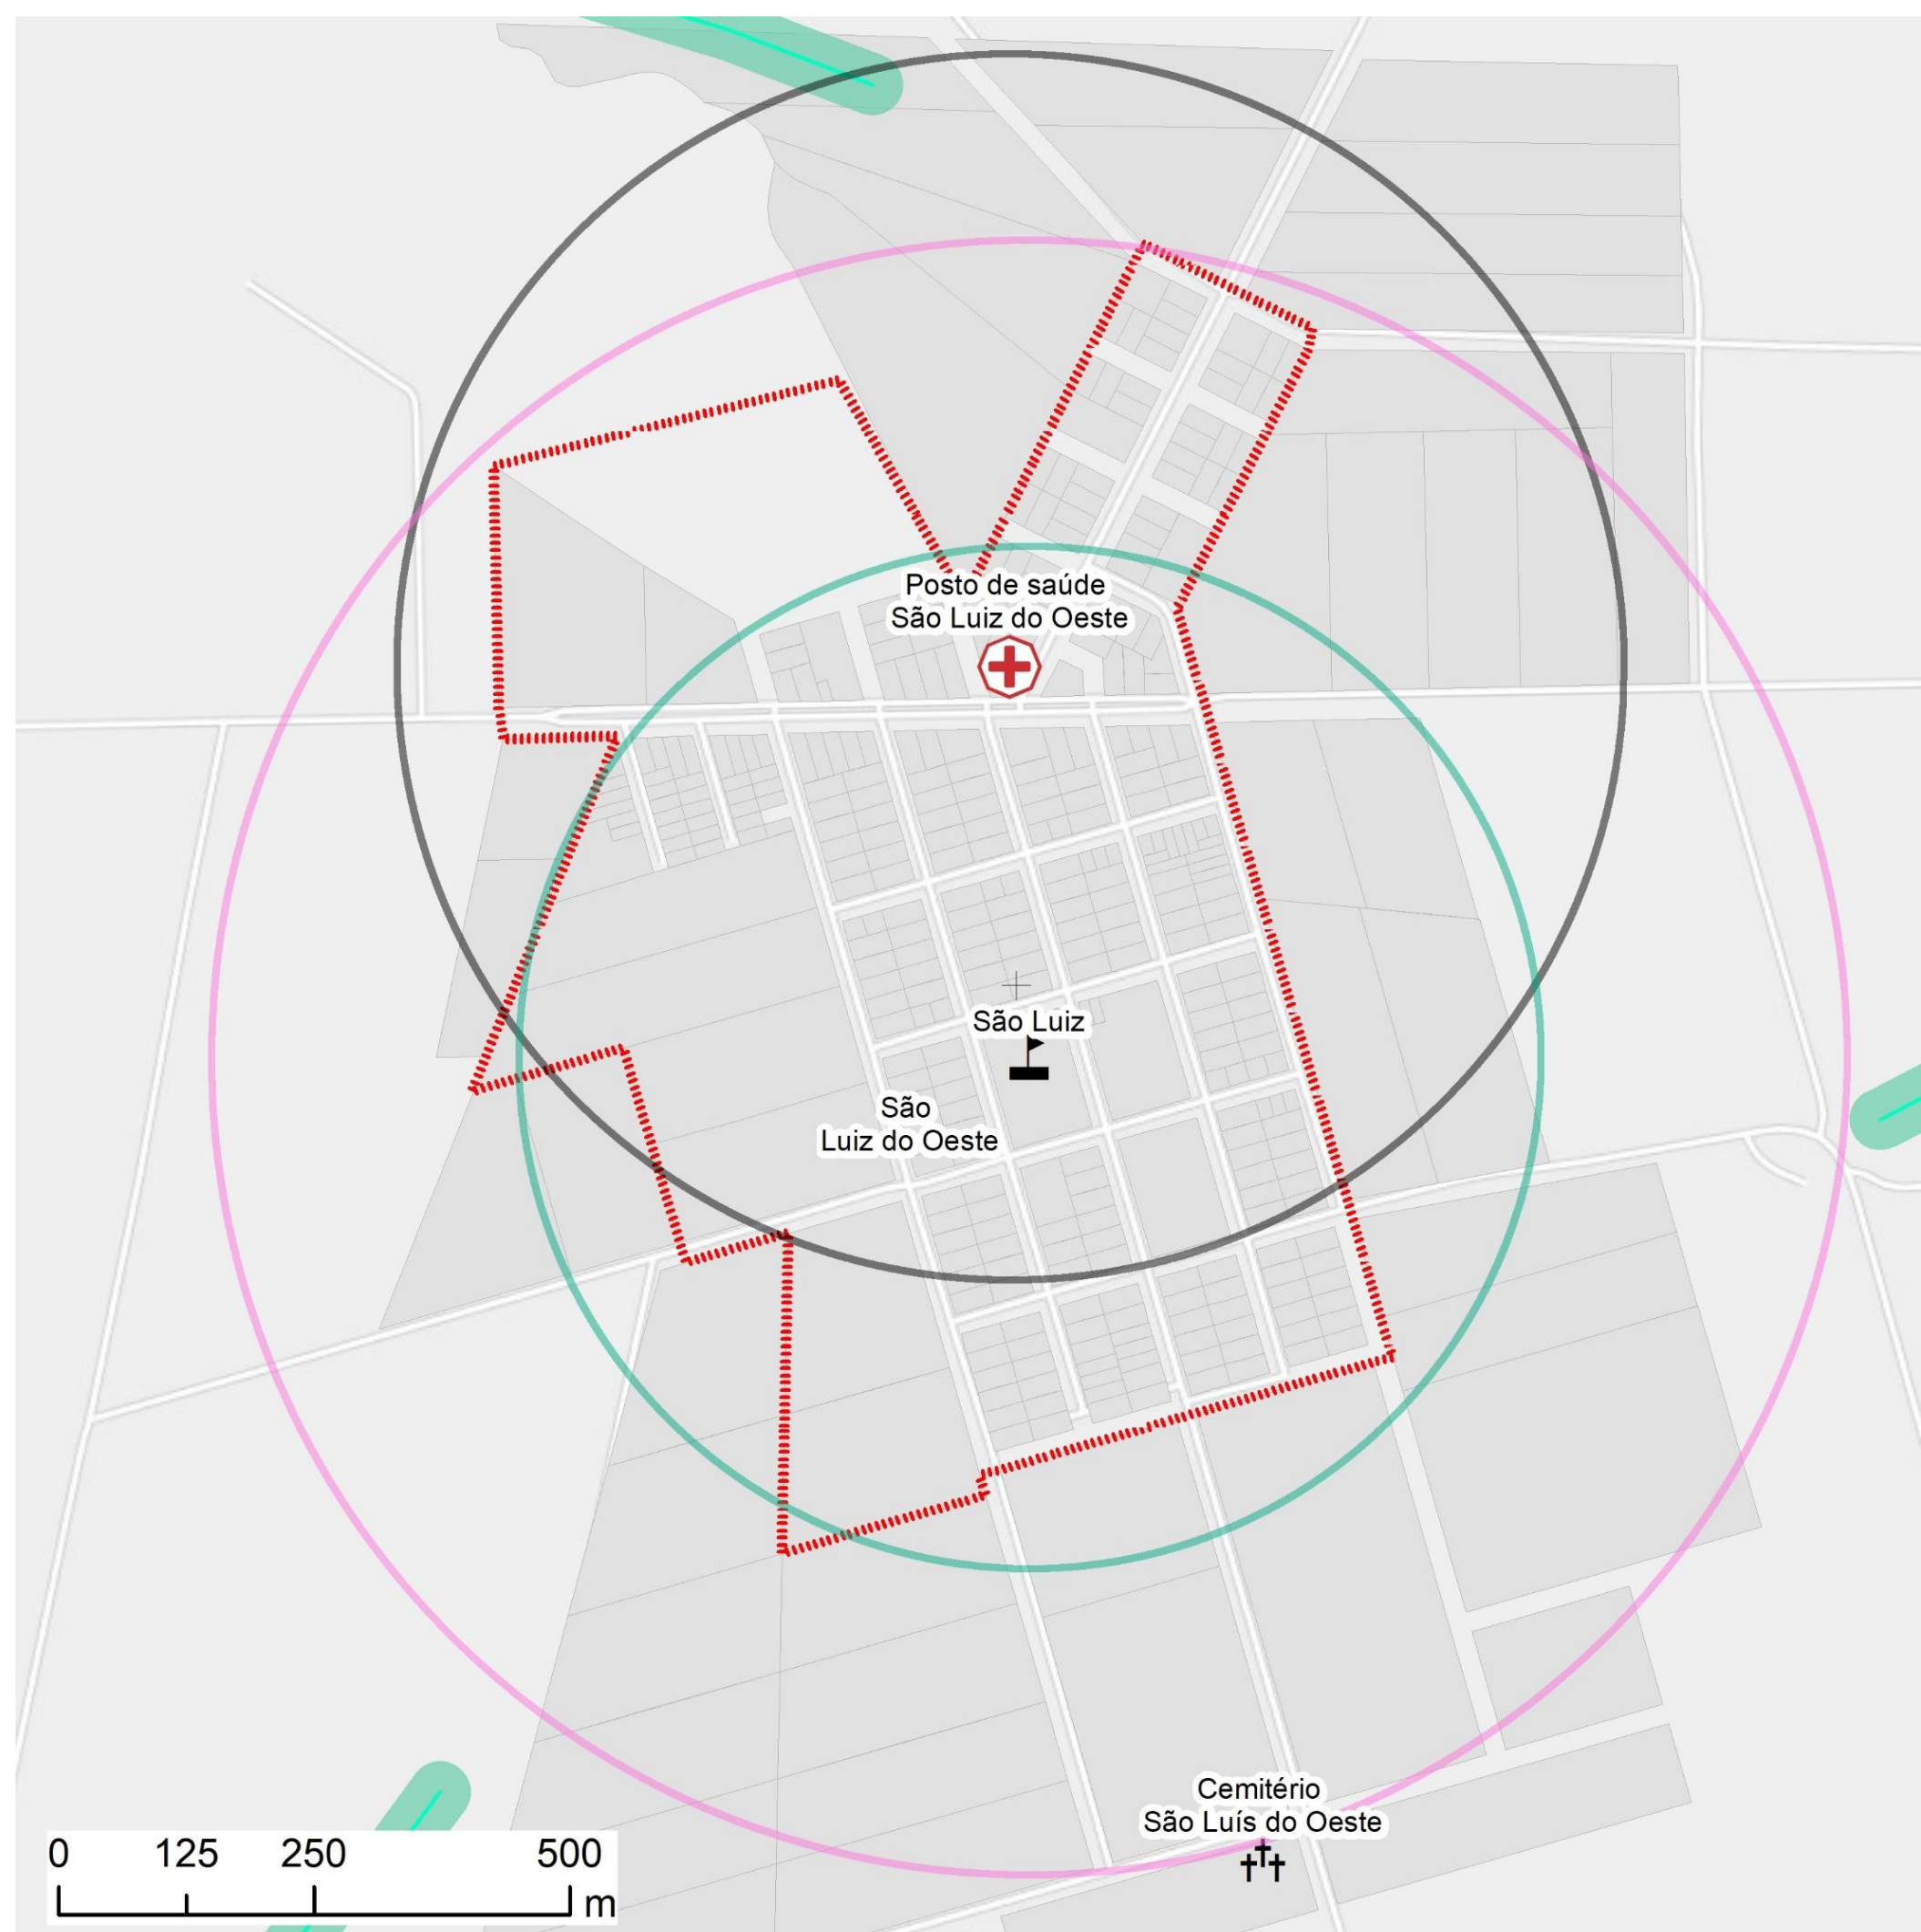 Posto de saúde
São Luiz do Oeste
São Luiz
São
Luiz do Oeste
Cemitério
São Luís do Oeste
0 125 250 500
m